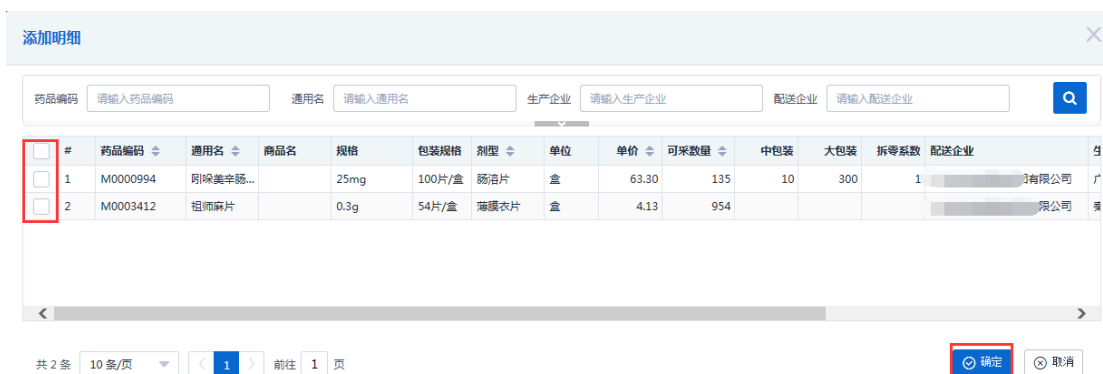 添加明细
药品编码 请输入药品编码 通用名 请输入通用名 生产企业 请输入生产企业 配送企业 请输入配送企业
# 药品编码 通用名 商品名 规格 包装规格 剂型 单位 单价 可采数量 中包装 大包装 拆零系数 配送企业
1 M0000994 吲哚美辛肠... 25mg 100片/盒 肠溶片 盒 63.30 135 10 300 1 有限公司
2 M0003412 祖师麻片 0.3g 54片/盒 薄膜衣片 盒 4.13 954 限公司
共 2 条 10 条/页 1 前往 1 页 确定 取消